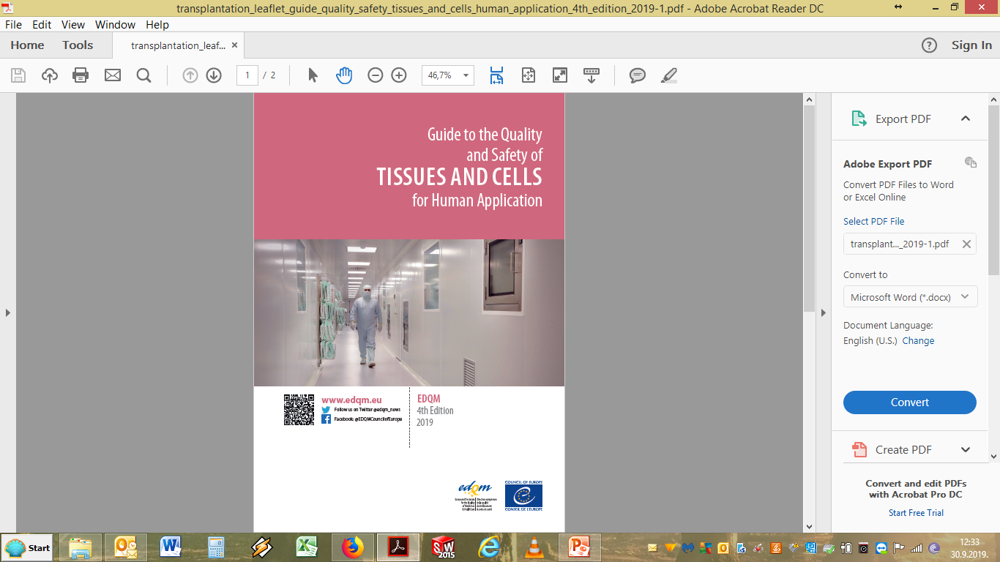 transplantation_leaflet_guide_quality_safety_tissues_and_cells_human_application_4th_edition_2019-1.pdf - Adobe Acrobat Reader DC
File Edit View Window Help
Home Tools transplantation_leaf... × Sign In
1 / 2 46,7%
Guide to the Quality
and Safety of
TISSUES AND CELLS
for Human Application
www.edqm.eu
Follow us on Twitter @edqm_news
Facebook: @EDQMCouncilofEurope
EDQM
4th Edition
2019
edqm
COUNCIL OF EUROPE
CONSEIL DE L'EUROPE
Export PDF
Adobe Export PDF
Convert PDF Files to Word
or Excel Online
Select PDF File
transplant..._2019-1.pdf
Convert to
Microsoft Word (*.docx)
Document Language:
English (U.S.) Change
Convert
Create PDF
Convert and edit PDFs
with Acrobat Pro DC
Start Free Trial
Start
SW
2015
12:33
30.9.2019.